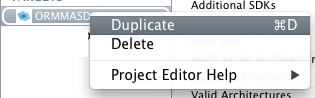 Additional SDKs
ORMMASD
Duplicate ⌘D
Delete
Project Editor Help
Valid Architectures